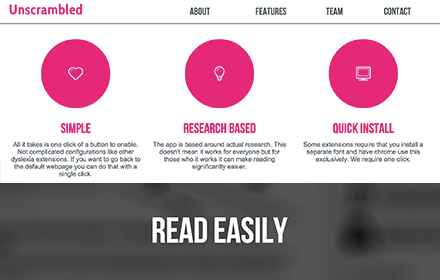 Unscrambled ABOUT FEATURES TEAM CONTACT
SIMPLE
All it takes is one click of a button to enable.
Not complicated configurations like other
dyslexia extensions. If you want to go back to
the default webpage you can do that with a
single click.
RESEARCH BASED
The app is based around actual research. This
doesn't mean it works for everyone but for
those who it works it can make reading
significantly easier.
QUICK INSTALL
Some extensions require that you install a
separate font and have chrome use this
exclusively. We require one click.
READ EASILY